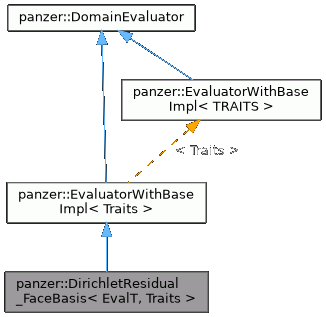 panzer::DomainEvaluator
panzer::EvaluatorWithBase
Impl< TRAITS >
< Traits >
panzer::EvaluatorWithBase
Impl< Traits >
panzer::DirichletResidual
_FaceBasis< EvalT, Traits >